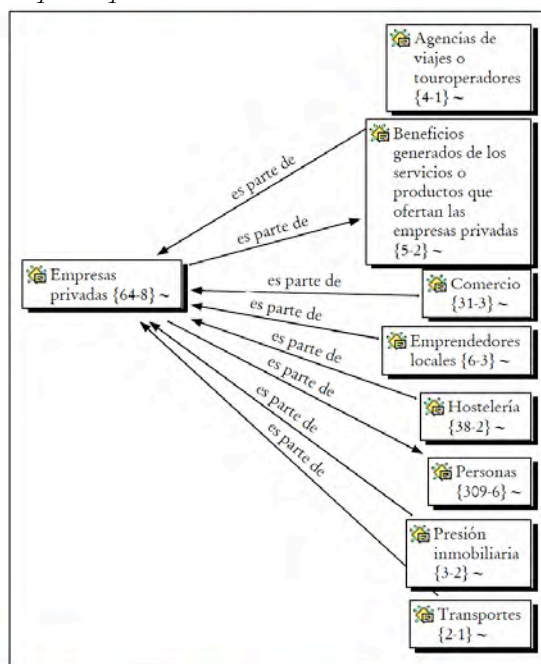 Agencias de
viajes o
touroperadores
{4-1} ~
Beneficios
generados de los
servicios o
productos que
ofertan las
empresas privadas
{5-2} ~
es parte de
es parte de
Empresas
privadas {64-8} ~
es parte de
Comercio
{31-3} ~
es parte de
Emprendedores
locales {6-3} ~
es parte de
Hostelería
{38-2} ~
es parte de
Personas
{309-6} ~
es parte de
Presión
inmobiliaria
{3-2} ~
es parte de
Transportes
{2-1} ~